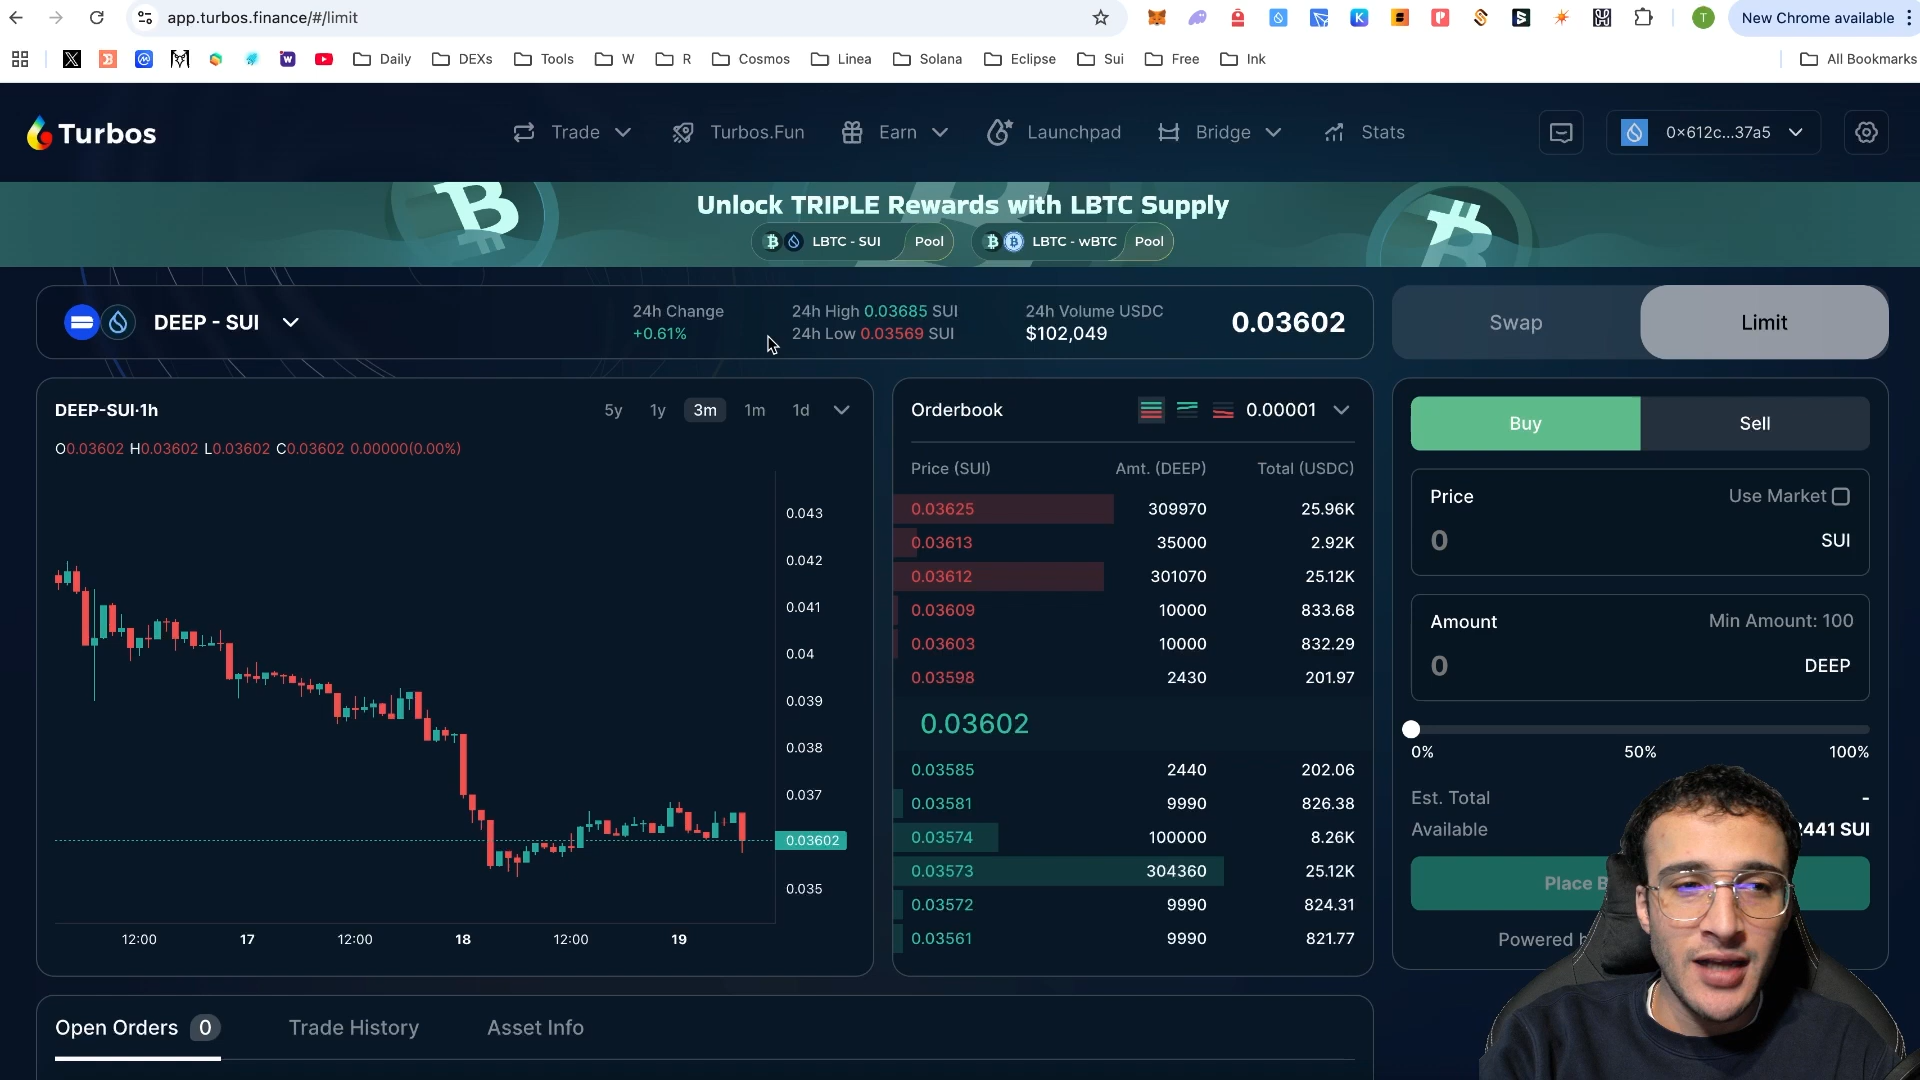 app.turbos.finance/#/limit
T
New Chrome available
Daily
DEXs
Tools
W
R
Cosmos
Linea
Solana
Eclipse
Sui
Free
Ink
All Bookmarks
Turbos
Trade
Turbos.Fun
Earn
Launchpad
Bridge
Stats
0×612c...37a5
Unlock TRIPLE Rewards with LBTC Supply
LBTC - SUI Pool
LBTC - wBTC Pool
DEEP - SUI
24h Change
+0.61%
24h High 0.03685 SUI
24h Low 0.03569 SUI
24h Volume USDC
$102,049
0.03602
Swap
Limit
DEEP-SUI·1h
5y 1y 3m 1m 1d
O0.03602 H0.03602 L0.03602 C0.03602 0.00000(0.00%)
0.043
0.042
0.041
0.04
0.039
0.038
0.037
0.03602
0.035
12:00 17 12:00 18 12:00 19
Orderbook
0.00001
Price (SUI) Amt. (DEEP) Total (USDC)
0.03625 309970 25.96K
0.03613 35000 2.92K
0.03612 301070 25.12K
0.03609 10000 833.68
0.03603 10000 832.29
0.03598 2430 201.97
0.03602
0.03585 2440 202.06
0.03581 9990 826.38
0.03574 100000 8.26K
0.03573 304360 25.12K
0.03572 9990 824.31
0.03561 9990 821.77
Buy
Sell
Price
Use Market
0
SUI
Amount
Min Amount: 100
0
DEEP
0% 50% 100%
Est. Total -
Available 2441 SUI
Place B
Powered b
Open Orders 0
Trade History
Asset Info